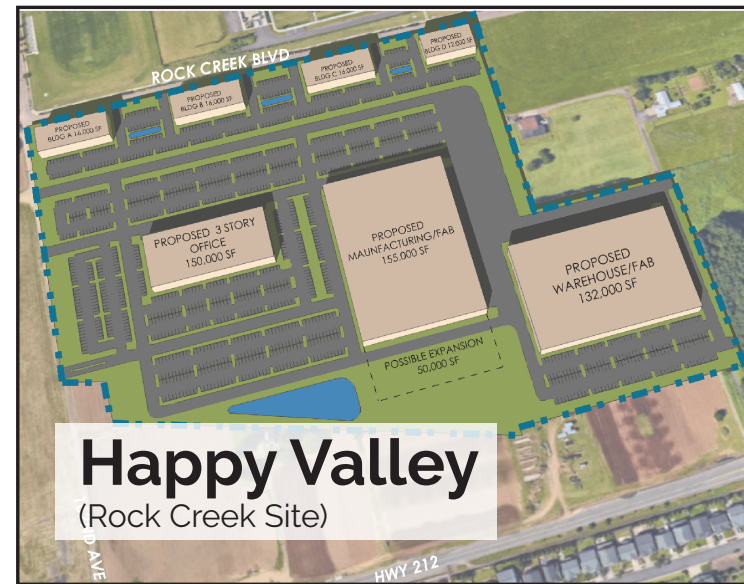 ROCK CREEK BLVD
PROPOSED
BLDG A 16,000 SF
PROPOSED
BLDG B 16,000 SF
PROPOSED
BLDG C 16,000 SF
PROPOSED
BLDG D 12,000 SF
PROPOSED 3 STORY
OFFICE
150,000 SF
PROPOSED
MAUNFACTURING/FAB
155,000 SF
PROPOSED
WAREHOUSE/FAB
132,000 SF
POSSIBLE EXPANSION
50,000 SF
Happy Valley
(Rock Creek Site)
AVE
HWY 212